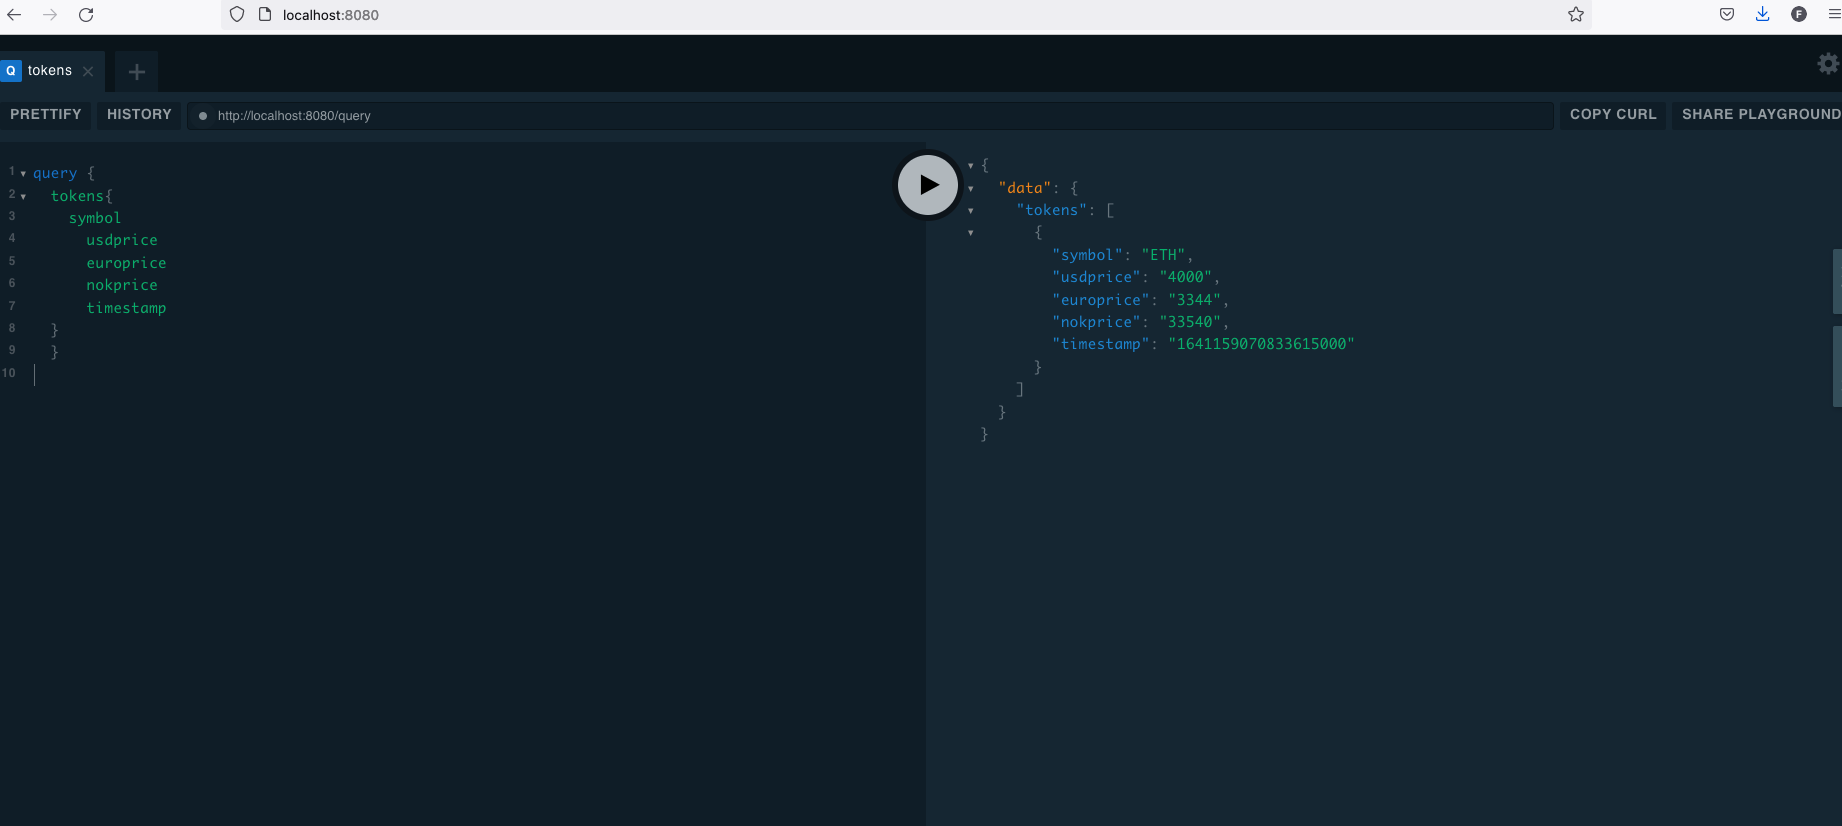 localhost:8080
F
Q tokens
PRETTIFY HISTORY http://localhost:8080/query COPY CURL SHARE PLAYGROUND
1 query {
2 tokens{
3 symbol
4 usdprice
5 europrice
6 nokprice
7 timestamp
8 }
9 }
10
{
"data": {
"tokens": [
{
"symbol": "ETH",
"usdprice": "4000",
"europrice": "3344",
"nokprice": "33540",
"timestamp": "1641159070833615000"
}
]
}
}